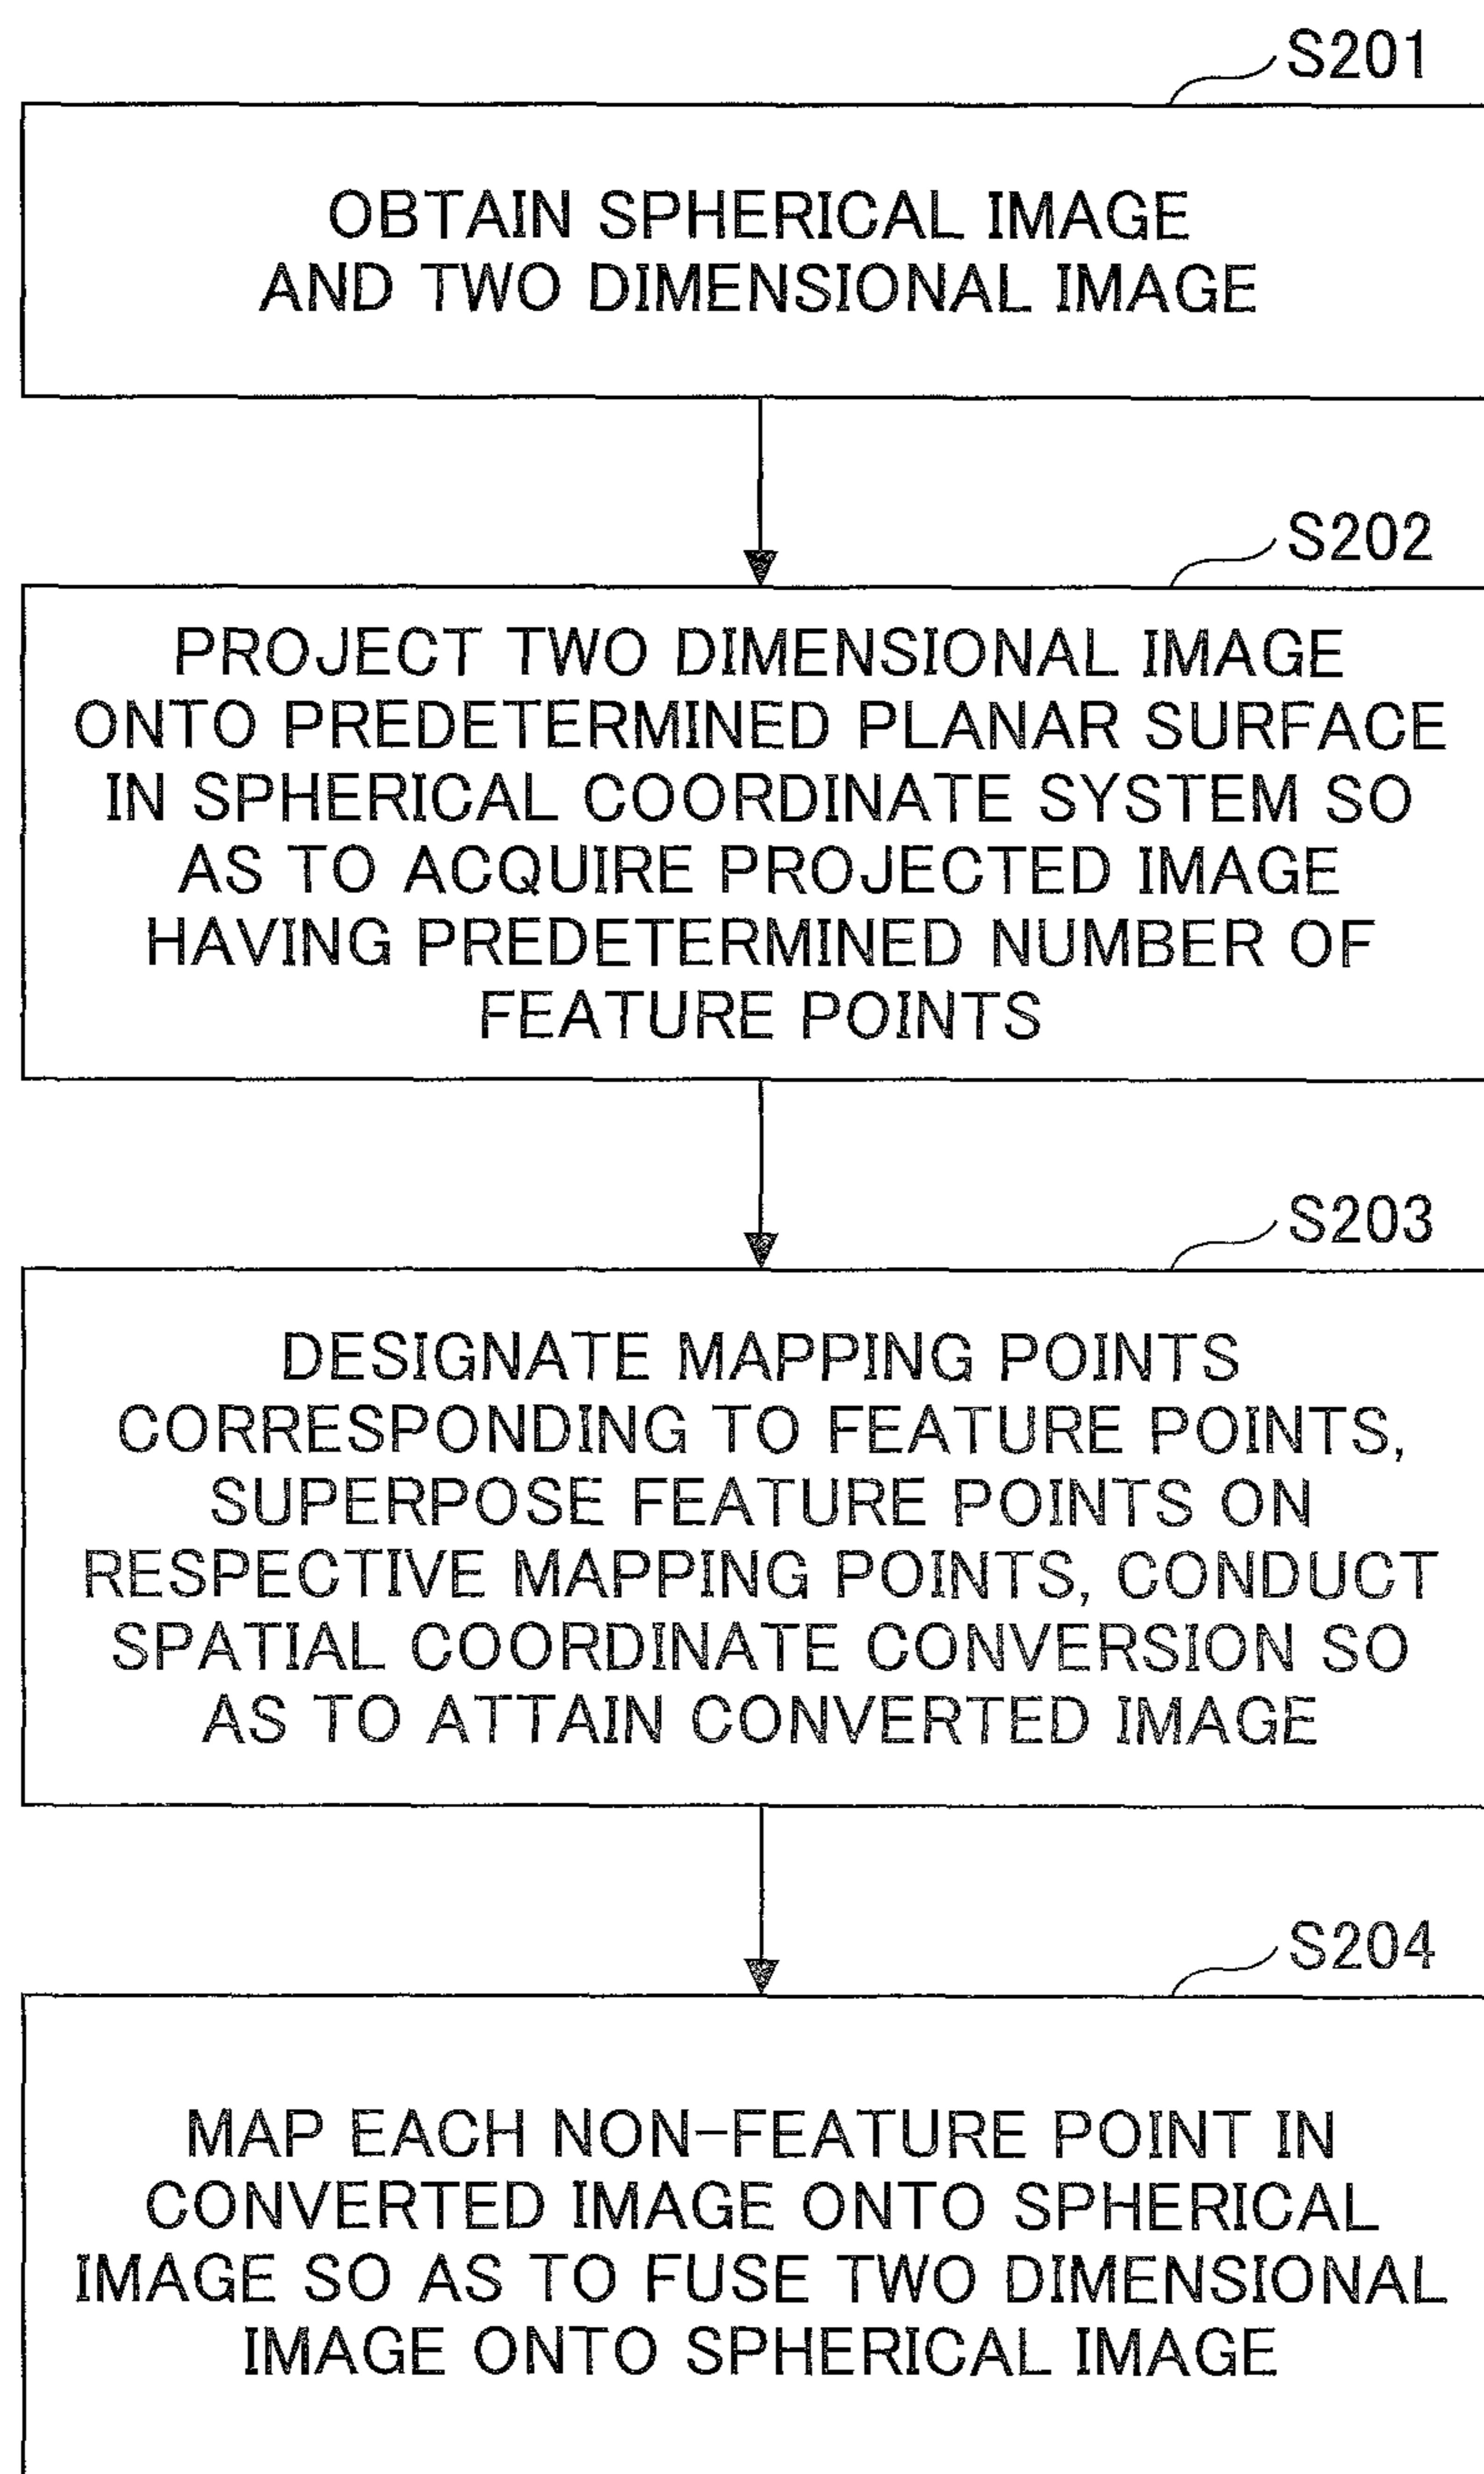 S201
OBTAIN SPHERICAL IMAGE
AND TWO DIMENSIONAL IMAGE
S202
PROJECT TWO DIMENSIONAL IMAGE
ONTO PREDETERMINED PLANAR SURFACE
IN SPHERICAL COORDINATE SYSTEM SO
AS TO ACQUIRE PROJECTED IMAGE
HAVING PREDETERMINED NUMBER OF
FEATURE POINTS
S203
DESIGNATE MAPPING POINTS
CORRESPONDING TO FEATURE POINTS,
SUPERPOSE FEATURE POINTS ON
RESPECTIVE MAPPING POINTS, CONDUCT
SPATIAL COORDINATE CONVERSION SO
AS TO ATTAIN CONVERTED IMAGE
S204
MAP EACH NON-FEATURE POINT IN
CONVERTED IMAGE ONTO SPHERICAL
IMAGE SO AS TO FUSE TWO DIMENSIONAL
IMAGE ONTO SPHERICAL IMAGE